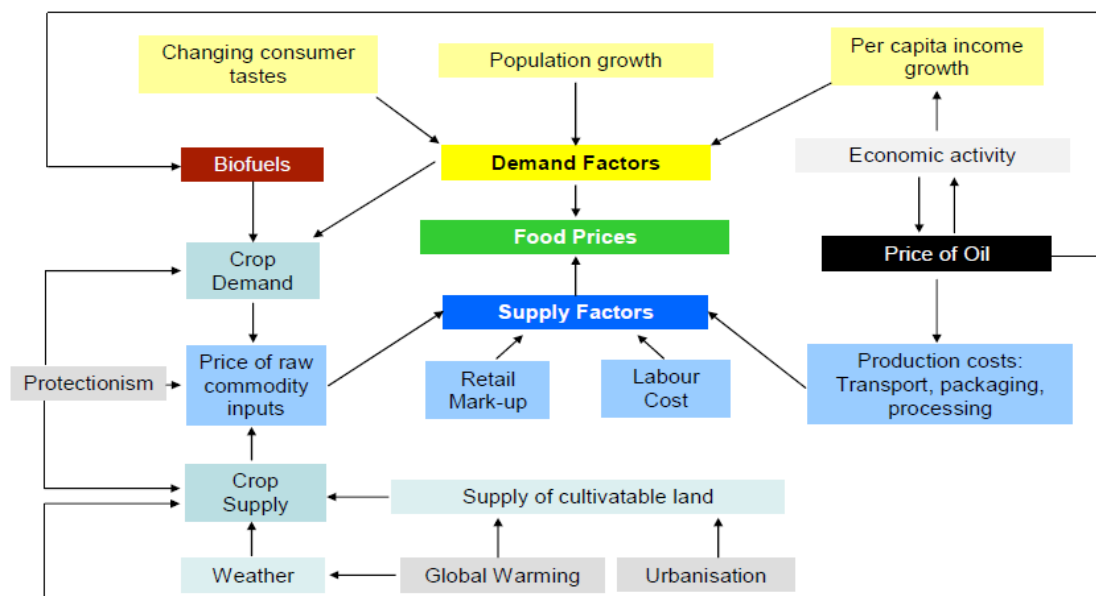 Changing consumer
tastes
Population growth
Per capita income
growth
Biofuels
Demand Factors
Economic activity
Food Prices
Crop
Demand
Price of Oil
Supply Factors
Protectionism
Price of raw
commodity
inputs
Retail
Mark-up
Labour
Cost
Production costs:
Transport, packaging,
processing
Crop
Supply
Supply of cultivatable land
Weather
Global Warming
Urbanisation